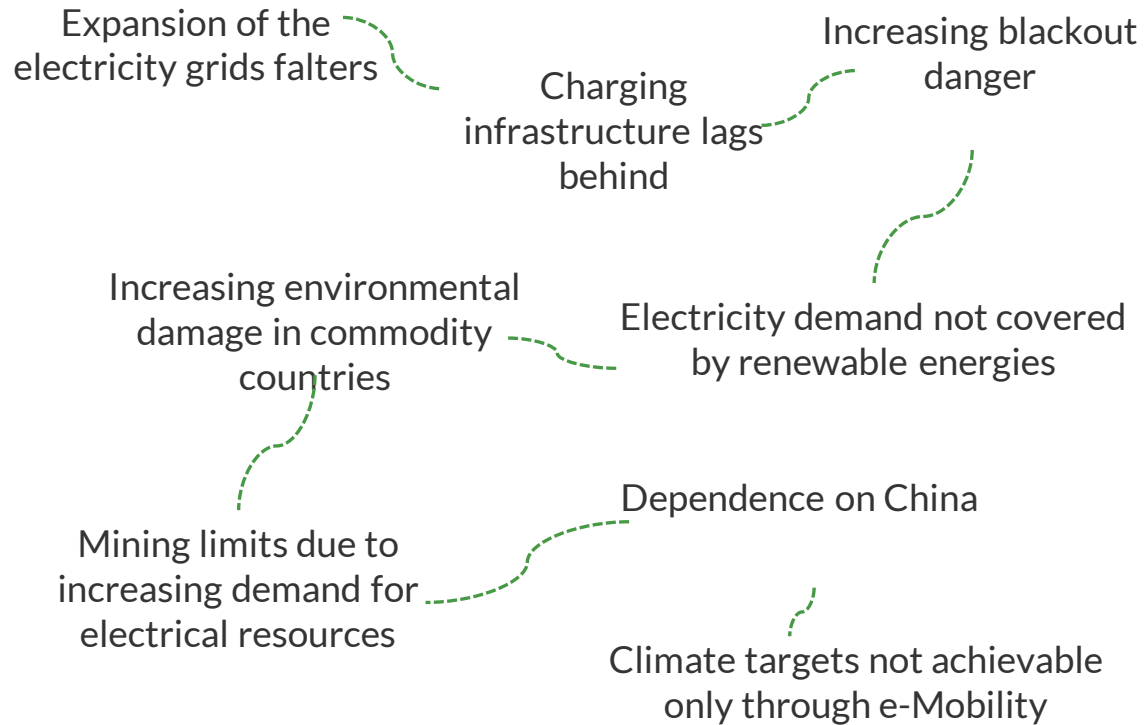 Expansion of the
electricity grids falters
Charging
infrastructure lags
behind
Increasing blackout
danger
Electricity demand not covered
by renewable energies
Increasing environmental
damage in commodity
countries
Mining limits due to
increasing demand for
electrical resources
Dependence on China
Climate targets not achievable
only through e-Mobility